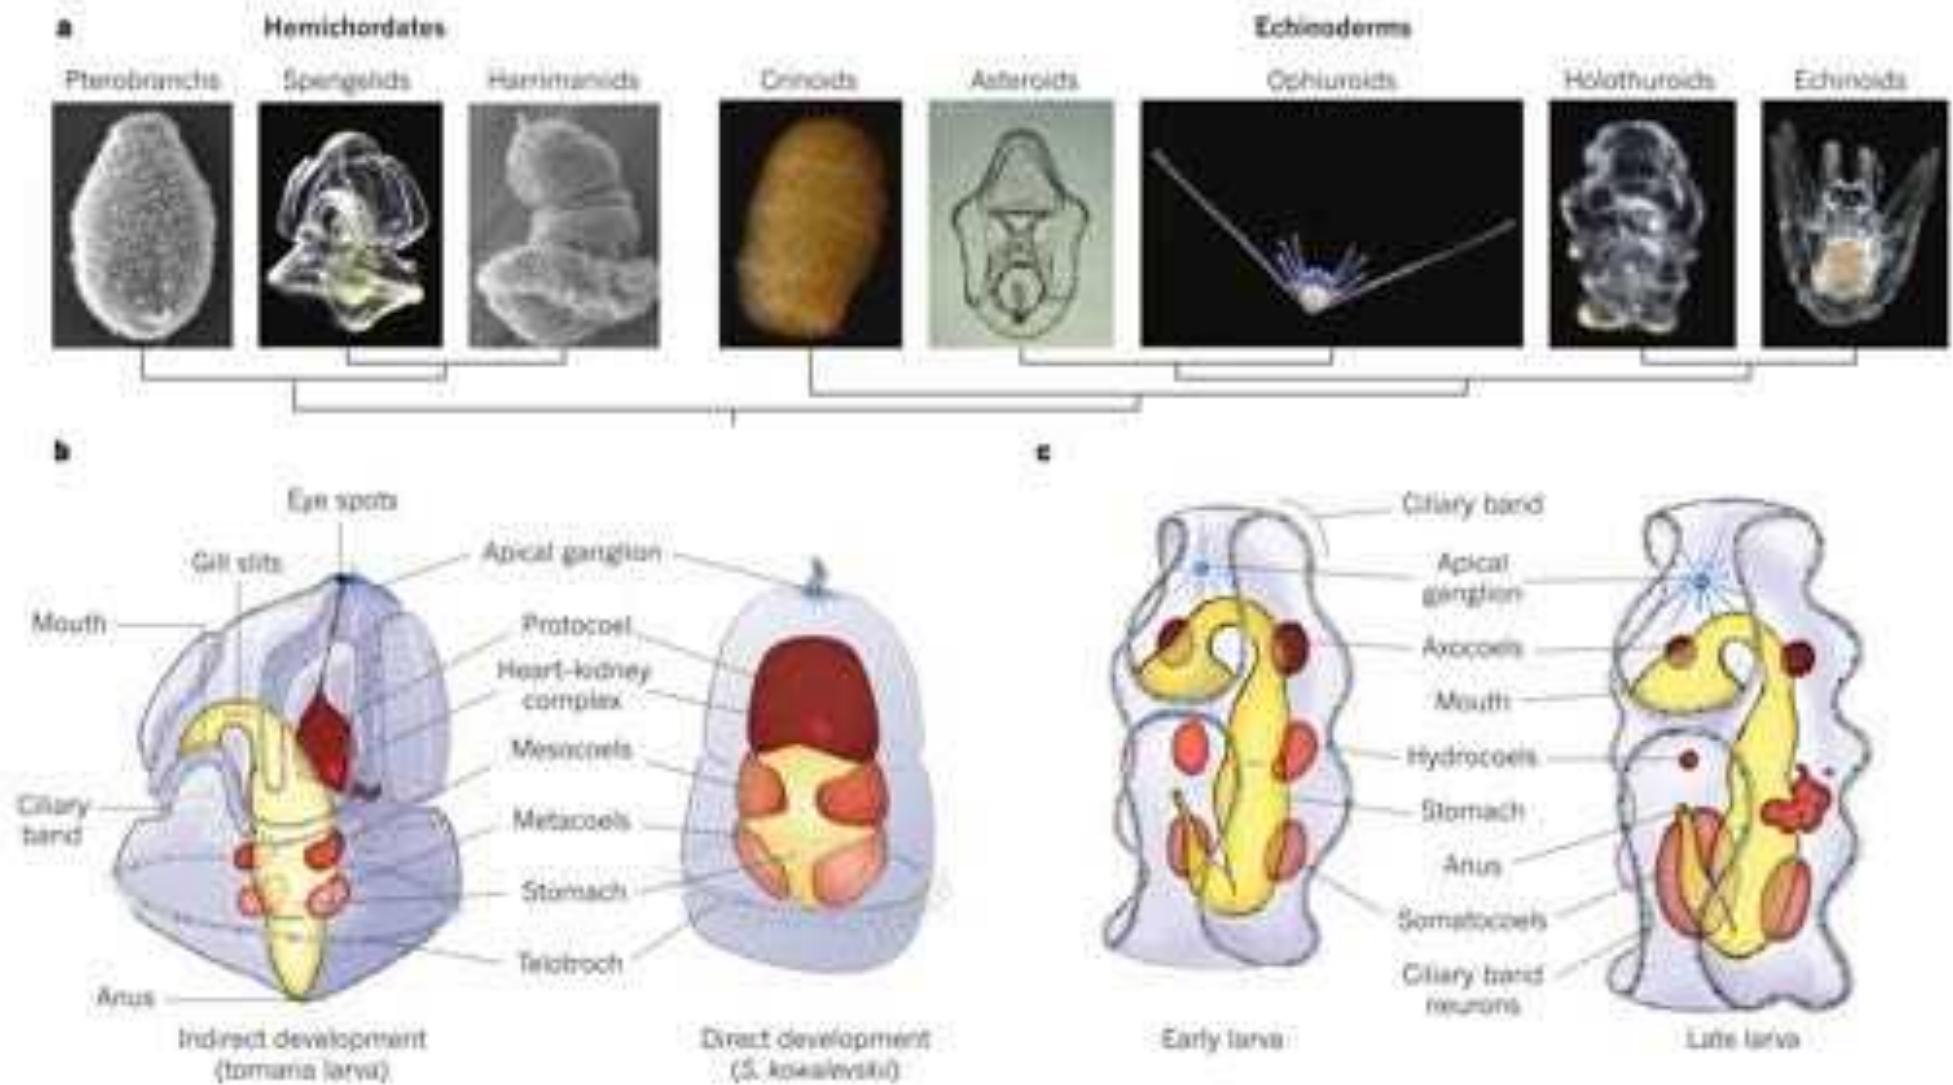 a
Hemichordates
Echinoderms
Pterobranchs
Spengelids
Harrimaniids
Crinoids
Asteroids
Ophiuroids
Holothuroids
Echinoids
b
Eye spots
Gill slits
Mouth
Apical ganglion
Protocoel
Heart–kidney
complex
Mesocoels
Ciliary
band
Metacoels
Stomach
Telotroch
Anus
Indirect development
(tornaria larva)
Direct development
(S. kowalevskii)
c
Ciliary band
Apical
ganglion
Axocoels
Mouth
Hydrocoels
Stomach
Anus
Somatocoels
Ciliary band
neurons
Early larva
Late larva